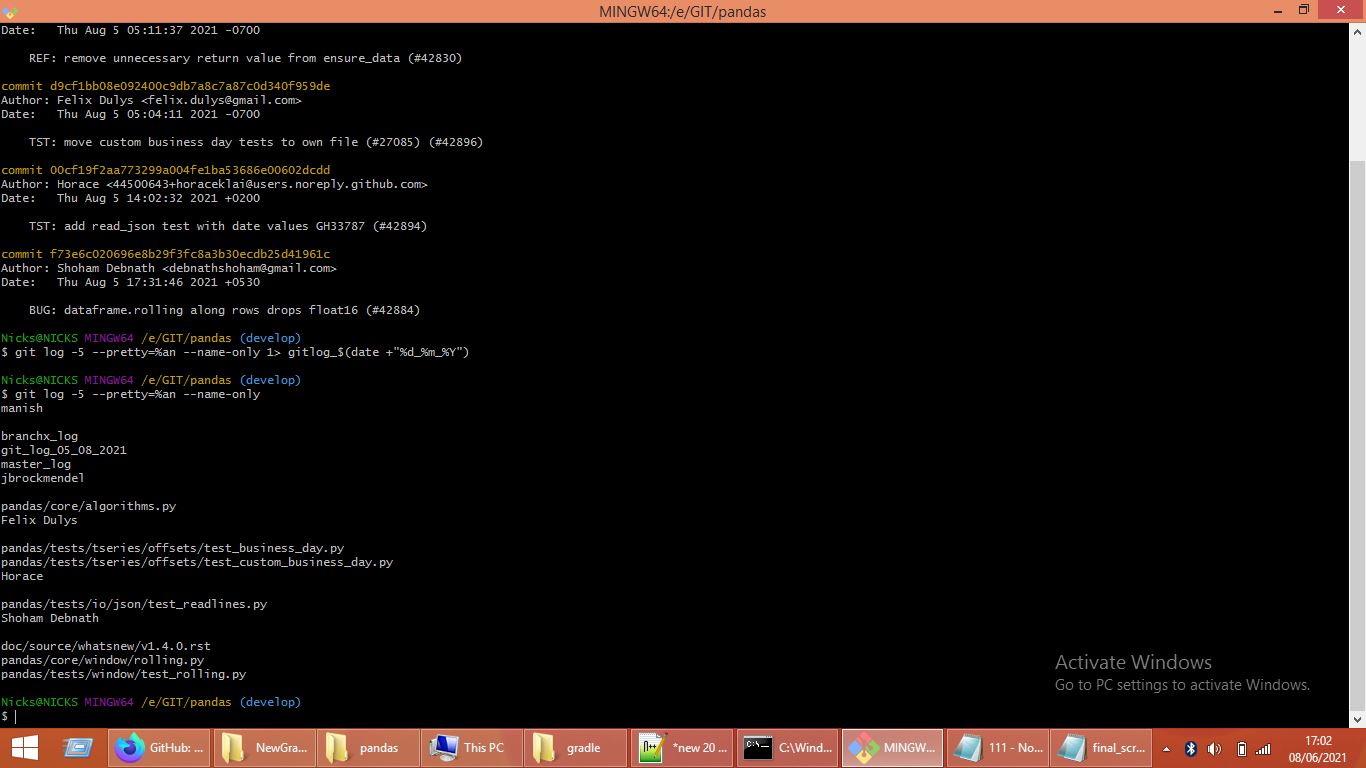 MINGW64:/e/GIT/pandas
Date:   Thu Aug 5 05:11:37 2021 -0700
REF: remove unnecessary return value from ensure_data (#42830)
commit d9cf1bb08e092400c9db7a8c7a87c0d340f959de
Author: Felix Dulys <felix.dulys@gmail.com>
Date:   Thu Aug 5 05:04:11 2021 -0700
TST: move custom business day tests to own file (#27085) (#42896)
commit 00cf19f2aa773299a004fe1ba53686e00602dcdd
Author: Horace <44500643+horaceklai@users.noreply.github.com>
Date:   Thu Aug 5 14:02:32 2021 +0200
TST: add read_json test with date values GH33787 (#42894)
commit f73e6c020696e8b29f3fc8a3b30ecdb25d41961c
Author: Shoham Debnath <debnathshoham@gmail.com>
Date:   Thu Aug 5 17:31:46 2021 +0530
BUG: dataframe.rolling along rows drops float16 (#42884)
Nicks@NICKS MINGW64 /e/GIT/pandas (develop)
$ git log -5 --pretty=%an --name-only 1> gitlog_$(date +"%d_%m_%Y")
Nicks@NICKS MINGW64 /e/GIT/pandas (develop)
$ git log -5 --pretty=%an --name-only
manish
branchx_log
git_log_05_08_2021
master_log
jbrockmendel
pandas/core/algorithms.py
Felix Dulys
pandas/tests/tseries/offsets/test_business_day.py
pandas/tests/tseries/offsets/test_custom_business_day.py
Horace
pandas/tests/io/json/test_readlines.py
Shoham Debnath
doc/source/whatsnew/v1.4.0.rst
pandas/core/window/rolling.py
pandas/tests/window/test_rolling.py
Nicks@NICKS MINGW64 /e/GIT/pandas (develop)
$
Activate Windows
Go to PC settings to activate Windows.
GitHub: ...
NewGra...
pandas
This PC
gradle
*new 20 ...
C:\Wind...
MINGW...
111 - No...
final_scr...
17:02
08/06/2021